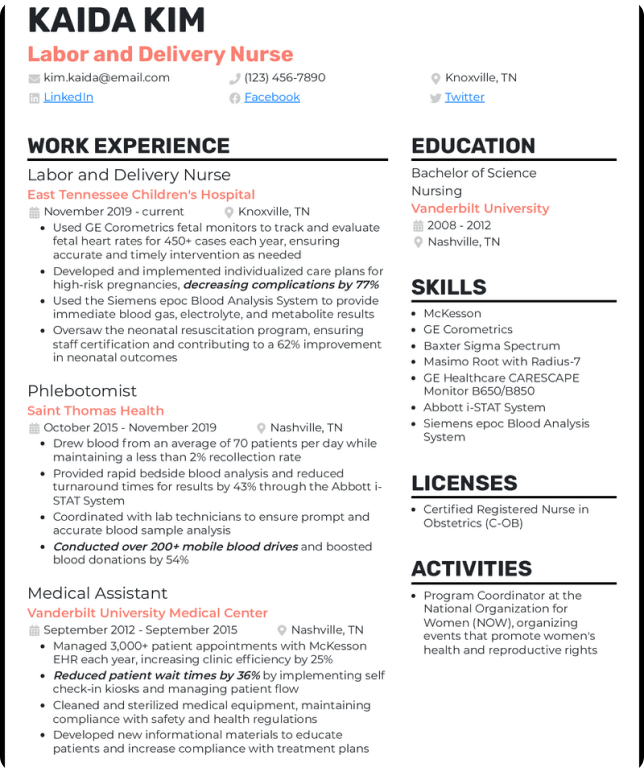 KAIDA KIM
Labor and Delivery Nurse
kim.kaida@email.com
(123) 456-7890
Knoxville, TN
LinkedIn
Facebook
Twitter
WORK EXPERIENCE
Labor and Delivery Nurse
East Tennessee Children's Hospital
November 2019 - current
Knoxville, TN
• Used GE Corometrics fetal monitors to track and evaluate
fetal heart rates for 450+ cases each year, ensuring
accurate and timely intervention as needed
• Developed and implemented individualized care plans for
high-risk pregnancies, decreasing complications by 77%
• Used the Siemens epoc Blood Analysis System to provide
immediate blood gas, electrolyte, and metabolite results
• Oversaw the neonatal resuscitation program, ensuring
staff certification and contributing to a 62% improvement
in neonatal outcomes
Phlebotomist
Saint Thomas Health
October 2015 - November 2019
Nashville, TN
• Drew blood from an average of 70 patients per day while
maintaining a less than 2% recollection rate
• Provided rapid bedside blood analysis and reduced
turnaround times for results by 43% through the Abbott i-
STAT System
• Coordinated with lab technicians to ensure prompt and
accurate blood sample analysis
• Conducted over 200+ mobile blood drives and boosted
blood donations by 54%
Medical Assistant
Vanderbilt University Medical Center
September 2012 - September 2015
Nashville, TN
• Managed 3,000+ patient appointments with McKesson
EHR each year, increasing clinic efficiency by 25%
• Reduced patient wait times by 36% by implementing self
check-in kiosks and managing patient flow
• Cleaned and sterilized medical equipment, maintaining
compliance with safety and health regulations
• Developed new informational materials to educate
patients and increase compliance with treatment plans
EDUCATION
Bachelor of Science
Nursing
Vanderbilt University
2008 - 2012
Nashville, TN
SKILLS
• McKesson
• GE Corometrics
• Baxter Sigma Spectrum
• Masimo Root with Radius-7
• GE Healthcare CARESCAPE
Monitor B650/B850
• Abbott i-STAT System
• Siemens epoc Blood Analysis
System
LICENSES
• Certified Registered Nurse in
Obstetrics (C-OB)
ACTIVITIES
• Program Coordinator at the
National Organization for
Women (NOW), organizing
events that promote women's
health and reproductive rights